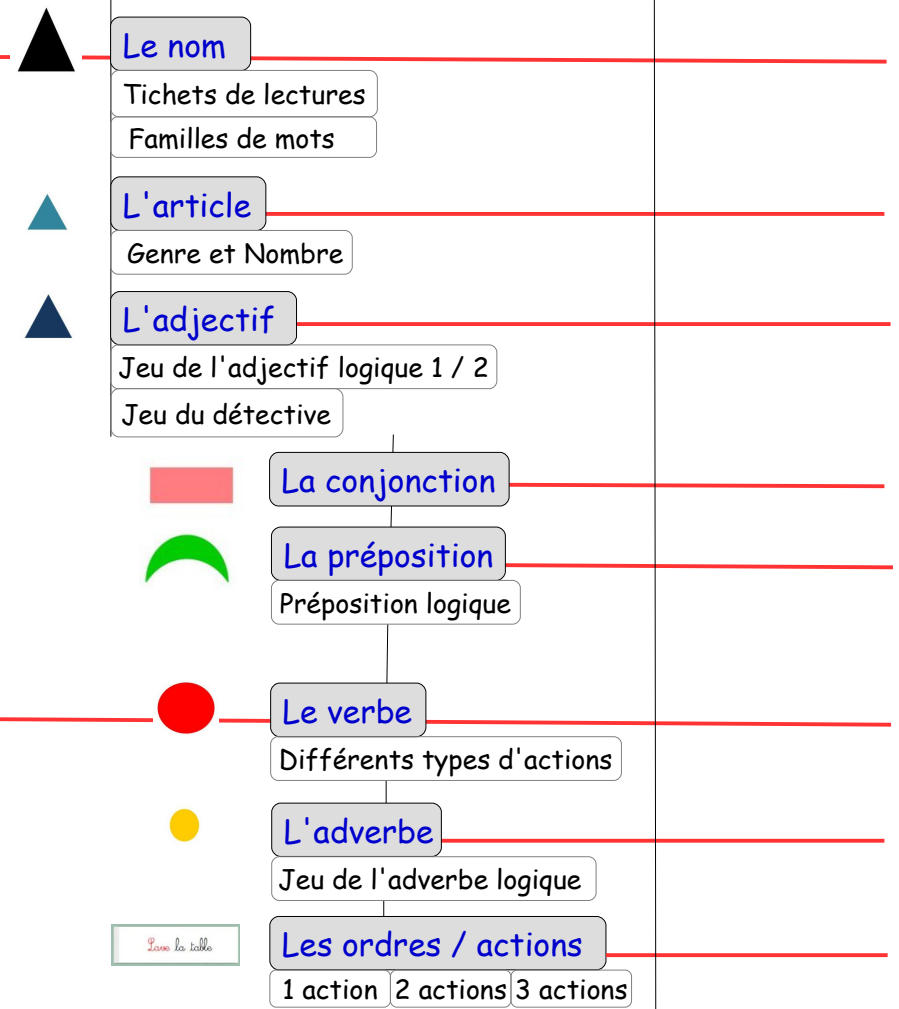 Le nom
Tichets de lectures
Familles de mots
L'article
Genre et Nombre
L'adjectif
Jeu de l'adjectif logique 1 / 2
Jeu du détective
La conjonction
La préposition
Préposition logique
Le verbe
Différents types d'actions
L'adverbe
Jeu de l'adverbe logique
Lave la table
Les ordres / actions
1 action 2 actions 3 actions